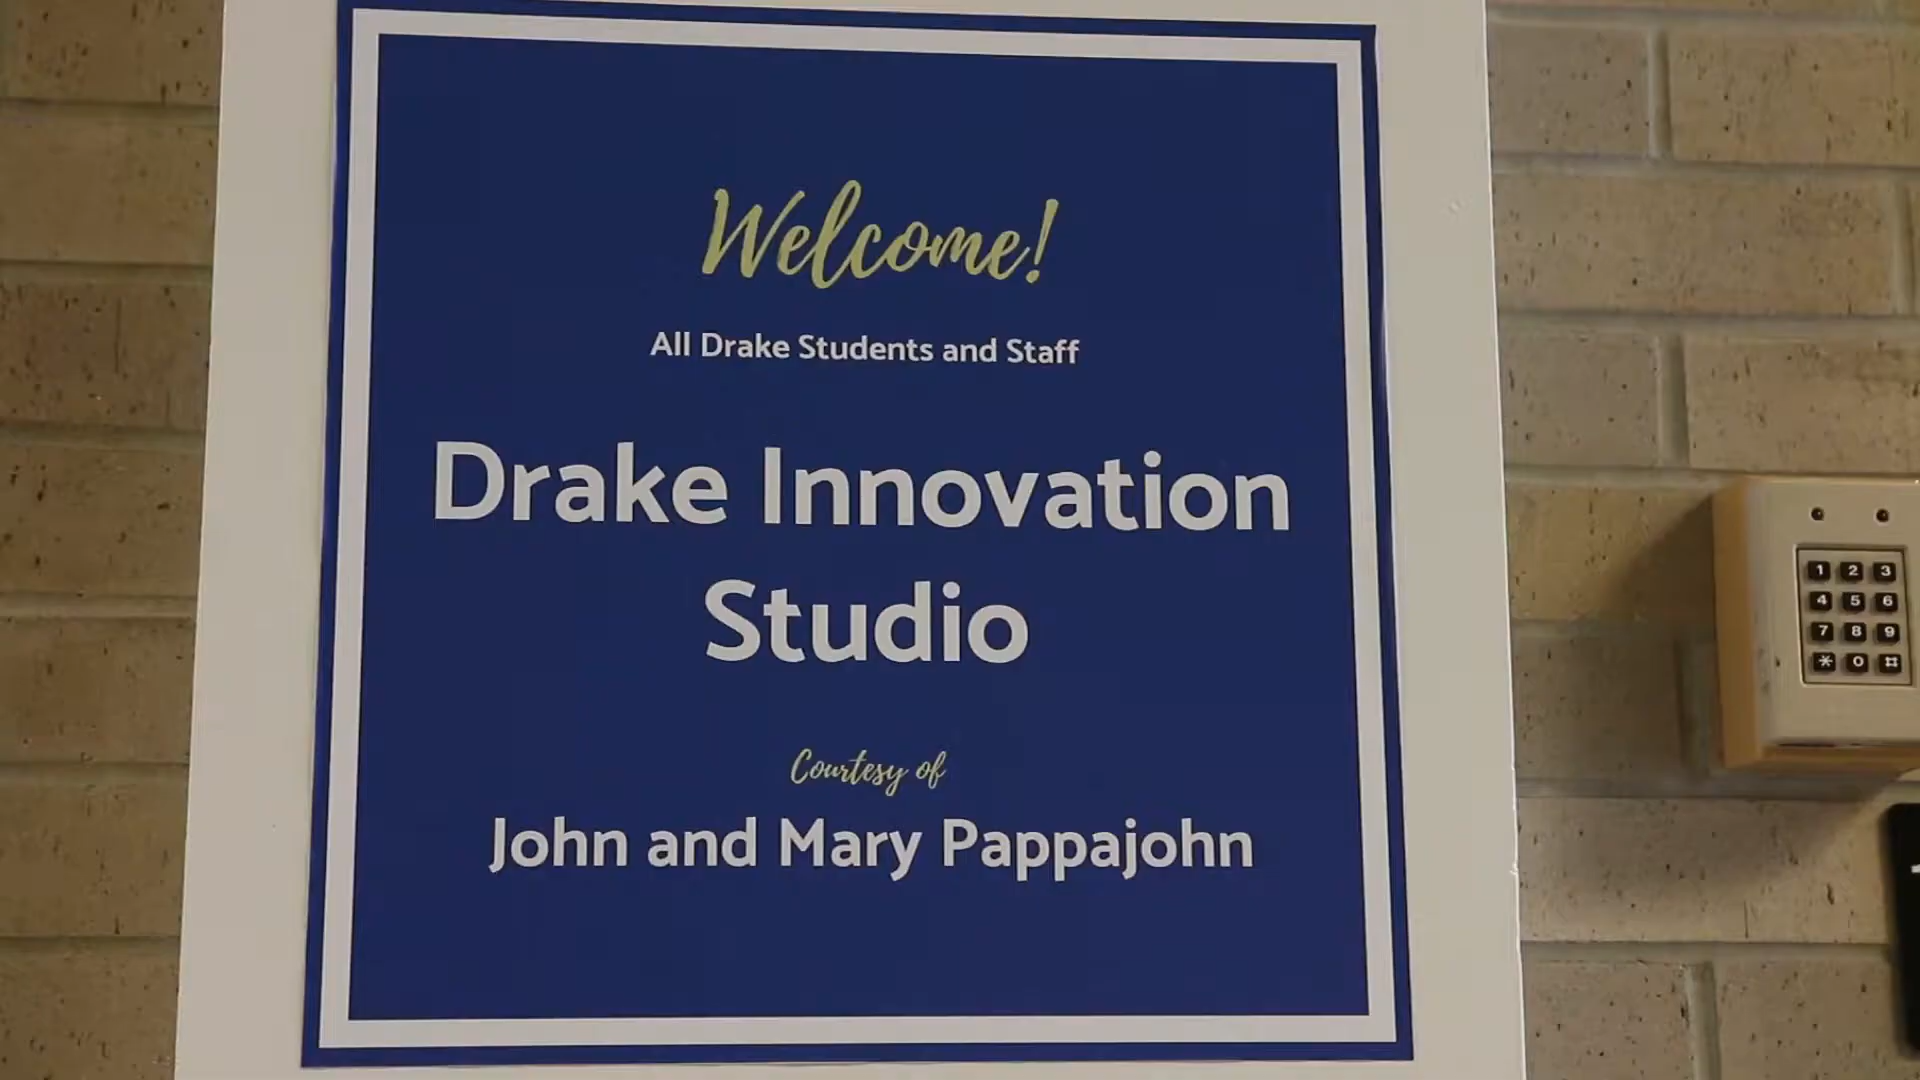 Welcome!
All Drake Students and Staff
Drake Innovation
Studio
Courtesy of
John and Mary Pappajohn
1 2 3
4 5 6
7 8 9
* 0 #